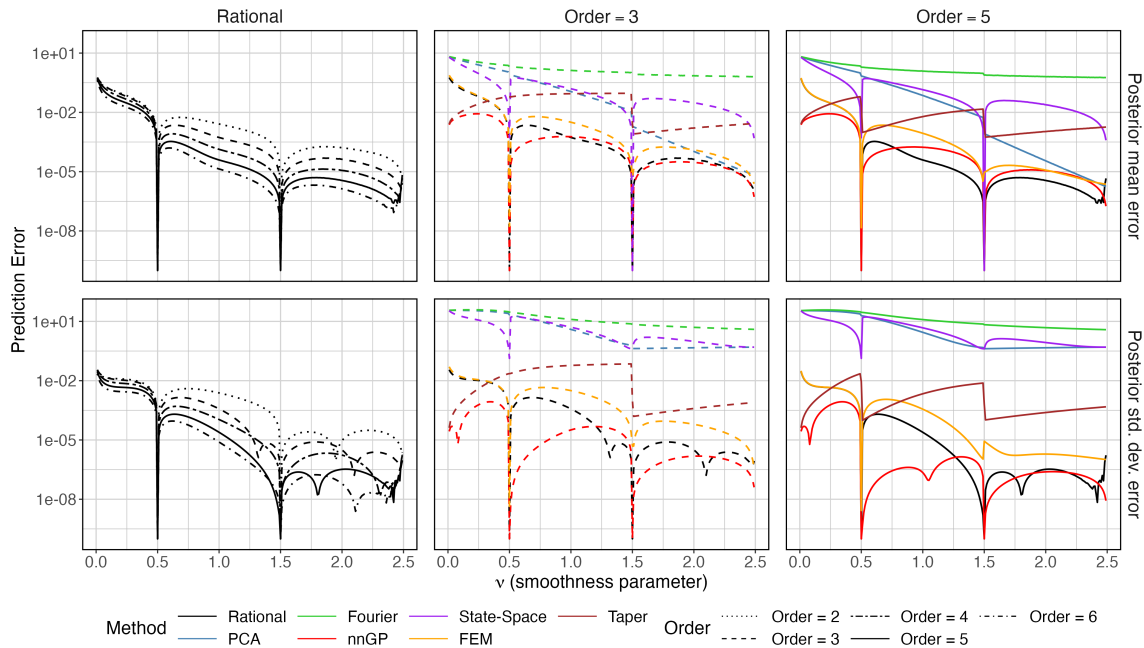 Rational
Order = 3
Order = 5
1e+01
1e-02
1e-05
1e-08
Posterior mean error
Prediction Error
1e+01
1e-02
1e-05
1e-08
Posterior std. dev. error
0.0 0.5 1.0 1.5 2.0 2.5
0.0 0.5 1.0 1.5 2.0 2.5
0.0 0.5 1.0 1.5 2.0 2.5
ν (smoothness parameter)
Method
Rational
Fourier
State-Space
Taper
PCA
nnGP
FEM
Order
Order = 2
Order = 4
Order = 6
Order = 3
Order = 5